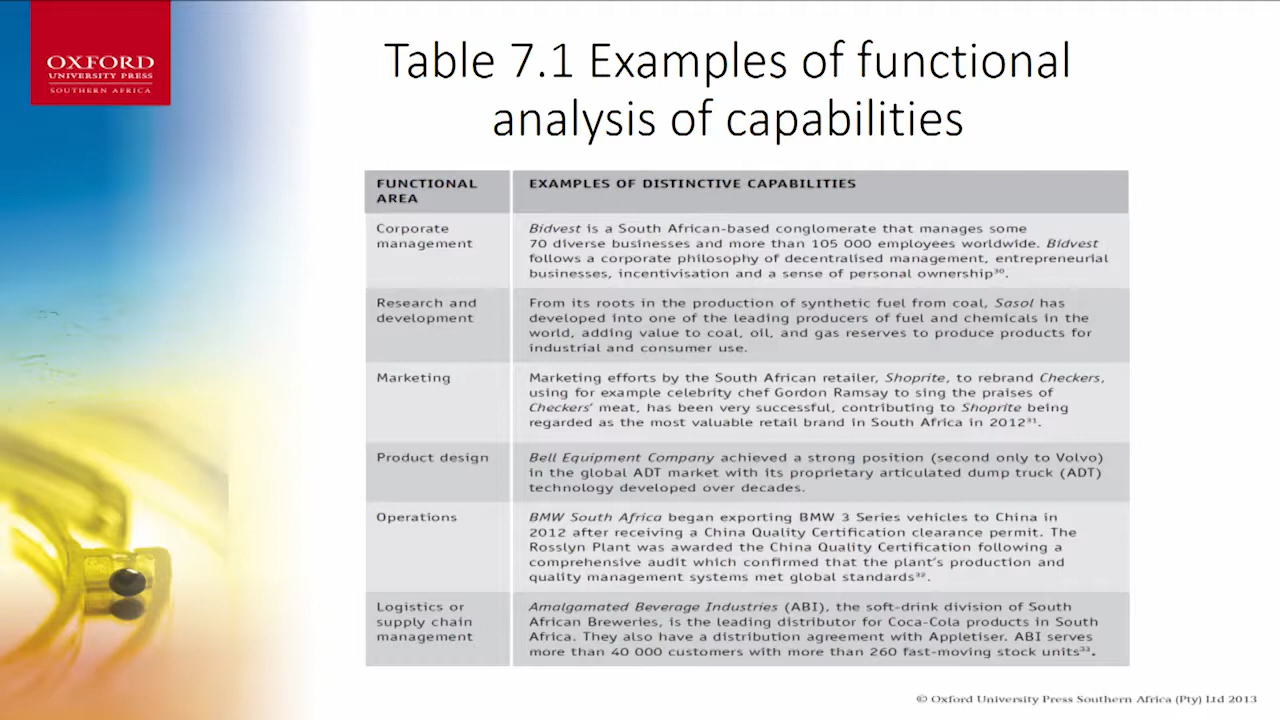 OXFORD
UNIVERSITY PRESS
SOUTHERN AFRICA
Table 7.1 Examples of functional
analysis of capabilities
FUNCTIONAL
AREA
EXAMPLES OF DISTINCTIVE CAPABILITIES
Corporate
management
Bidvest is a South African-based conglomerate that manages some
70 diverse businesses and more than 105 000 employees worldwide. Bidvest
follows a corporate philosophy of decentralised management, entrepreneurial
businesses, incentivisation and a sense of personal ownership³⁰.
Research and
development
From its roots in the production of synthetic fuel from coal, Sasol has
developed into one of the leading producers of fuel and chemicals in the
world, adding value to coal, oil, and gas reserves to produce products for
industrial and consumer use.
Marketing
Marketing efforts by the South African retailer, Shoprite, to rebrand Checkers,
using for example celebrity chef Gordon Ramsay to sing the praises of
Checkers' meat, has been very successful, contributing to Shoprite being
regarded as the most valuable retail brand in South Africa in 2012³¹.
Product design
Bell Equipment Company achieved a strong position (second only to Volvo)
in the global ADT market with its proprietary articulated dump truck (ADT)
technology developed over decades.
Operations
BMW South Africa began exporting BMW 3 Series vehicles to China in
2012 after receiving a China Quality Certification clearance permit. The
Rosslyn Plant was awarded the China Quality Certification following a
comprehensive audit which confirmed that the plant's production and
quality management systems met global standards³².
Logistics or
supply chain
management
Amalgamated Beverage Industries (ABI), the soft-drink division of South
African Breweries, is the leading distributor for Coca-Cola products in South
Africa. They also have a distribution agreement with Appletiser. ABI serves
more than 40 000 customers with more than 260 fast-moving stock units³³.
© Oxford University Press Southern Africa (Pty) Ltd 2013